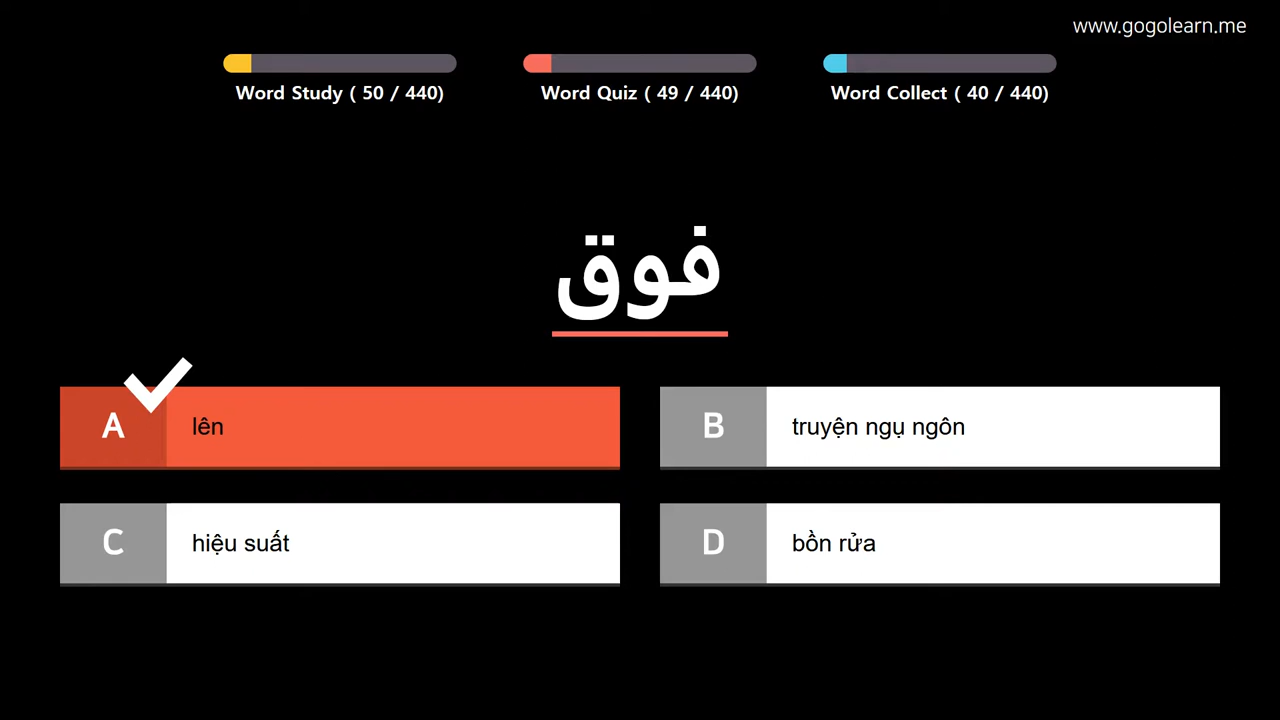 www.gogolearn.me
Word Study ( 50 / 440)
Word Quiz ( 49 / 440)
Word Collect ( 40 / 440)
فوق
A lên
B truyện ngụ ngôn
C hiệu suất
D bồn rửa